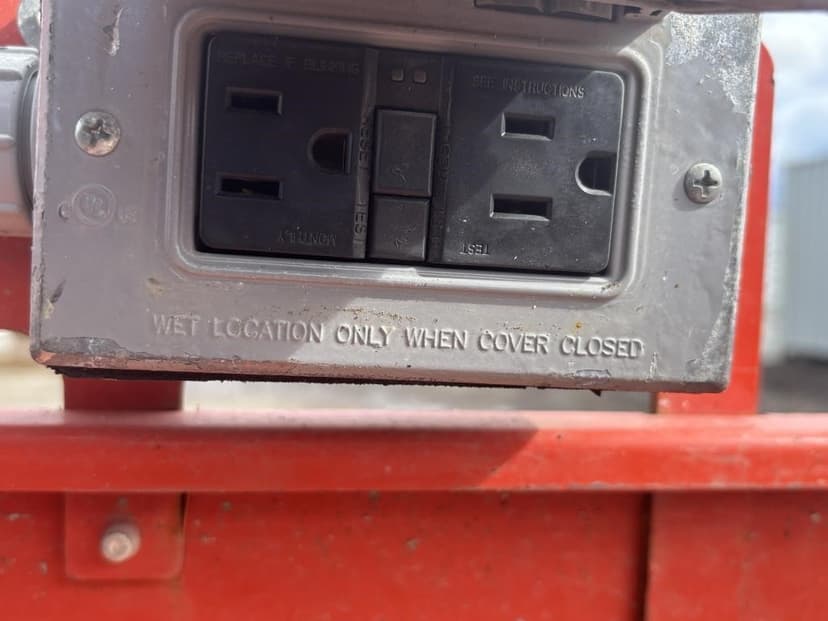 REPLACE IF BLINKING
SEE INSTRUCTIONS
RESET
TEST
MONTHLY
TEST
WET LOCATION ONLY WHEN COVER CLOSED